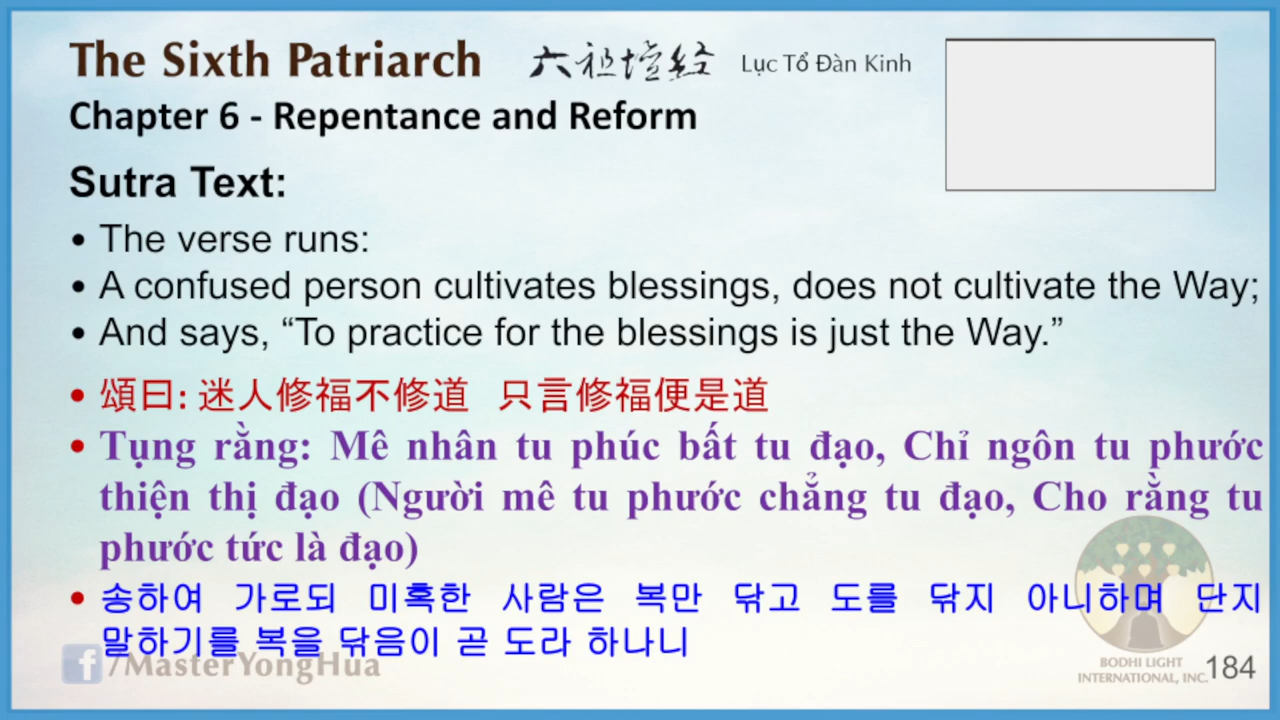 The Sixth Patriarch 六祖壇经 Lục Tổ Đàn Kinh
Chapter 6 - Repentance and Reform
Sutra Text:
• The verse runs:
• A confused person cultivates blessings, does not cultivate the Way;
• And says, “To practice for the blessings is just the Way.”
• 頌曰: 迷人修福不修道 只言修福便是道
• Tụng rằng: Mê nhân tu phúc bất tu đạo, Chỉ ngôn tu phước
thiện thị đạo (Người mê tu phước chẳng tu đạo, Cho rằng tu
phước tức là đạo)
• 송하여 가로되 미혹한 사람은 복만 닦고 도를 닦지 아니하며 단지
말하기를 복을 닦음이 곧 도라 하나니
f/MasterYongHua
BODHI LIGHT
INTERNATIONAL, INC.
184